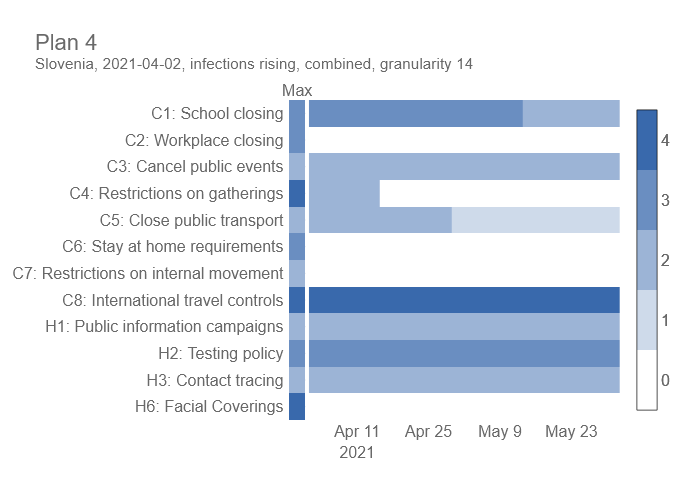 Plan 4
Slovenia, 2021-04-02, infections rising, combined, granularity 14
Max
C1: School closing
C2: Workplace closing
C3: Cancel public events
C4: Restrictions on gatherings
C5: Close public transport
C6: Stay at home requirements
C7: Restrictions on internal movement
C8: International travel controls
H1: Public information campaigns
H2: Testing policy
H3: Contact tracing
H6: Facial Coverings
4
3
2
1
0
Apr 11 Apr 25 May 9 May 23
2021